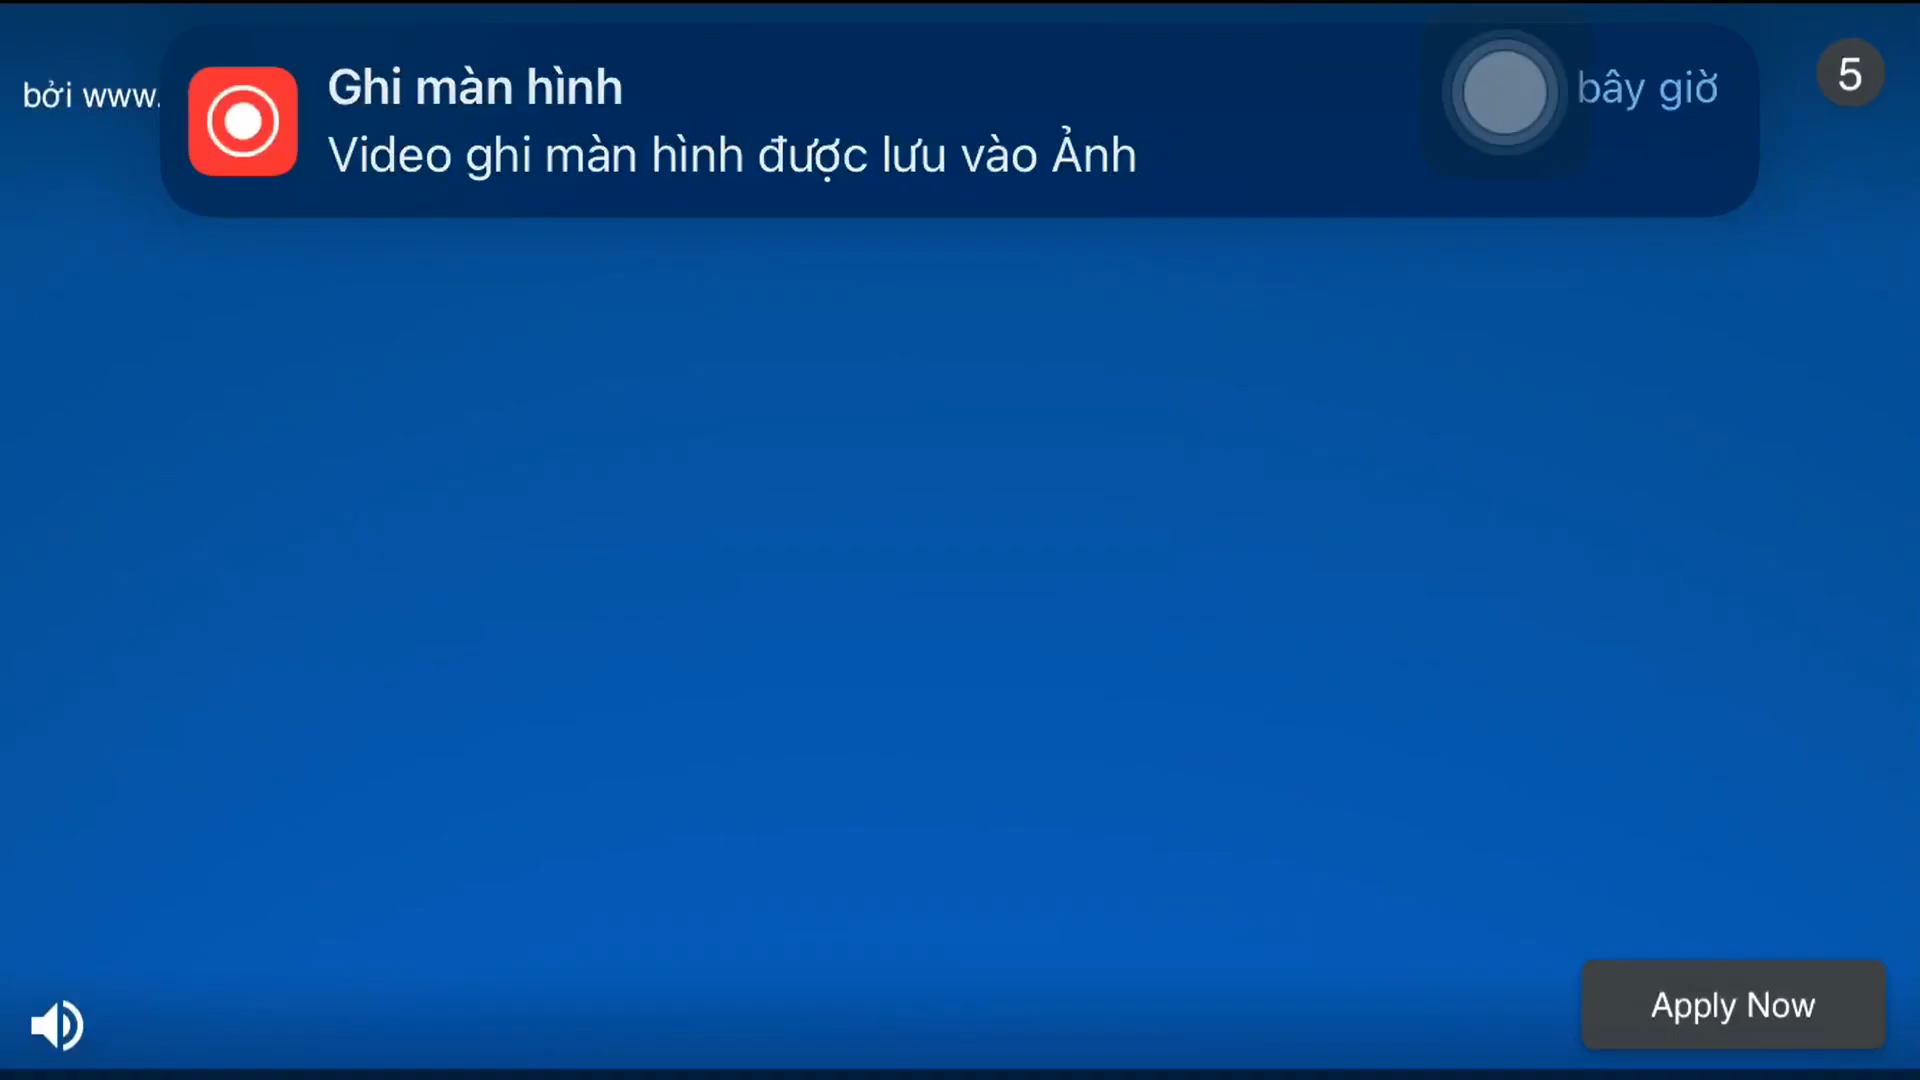 bởi www.
Ghi màn hình
bây giờ
5
Video ghi màn hình được lưu vào Ảnh
Apply Now